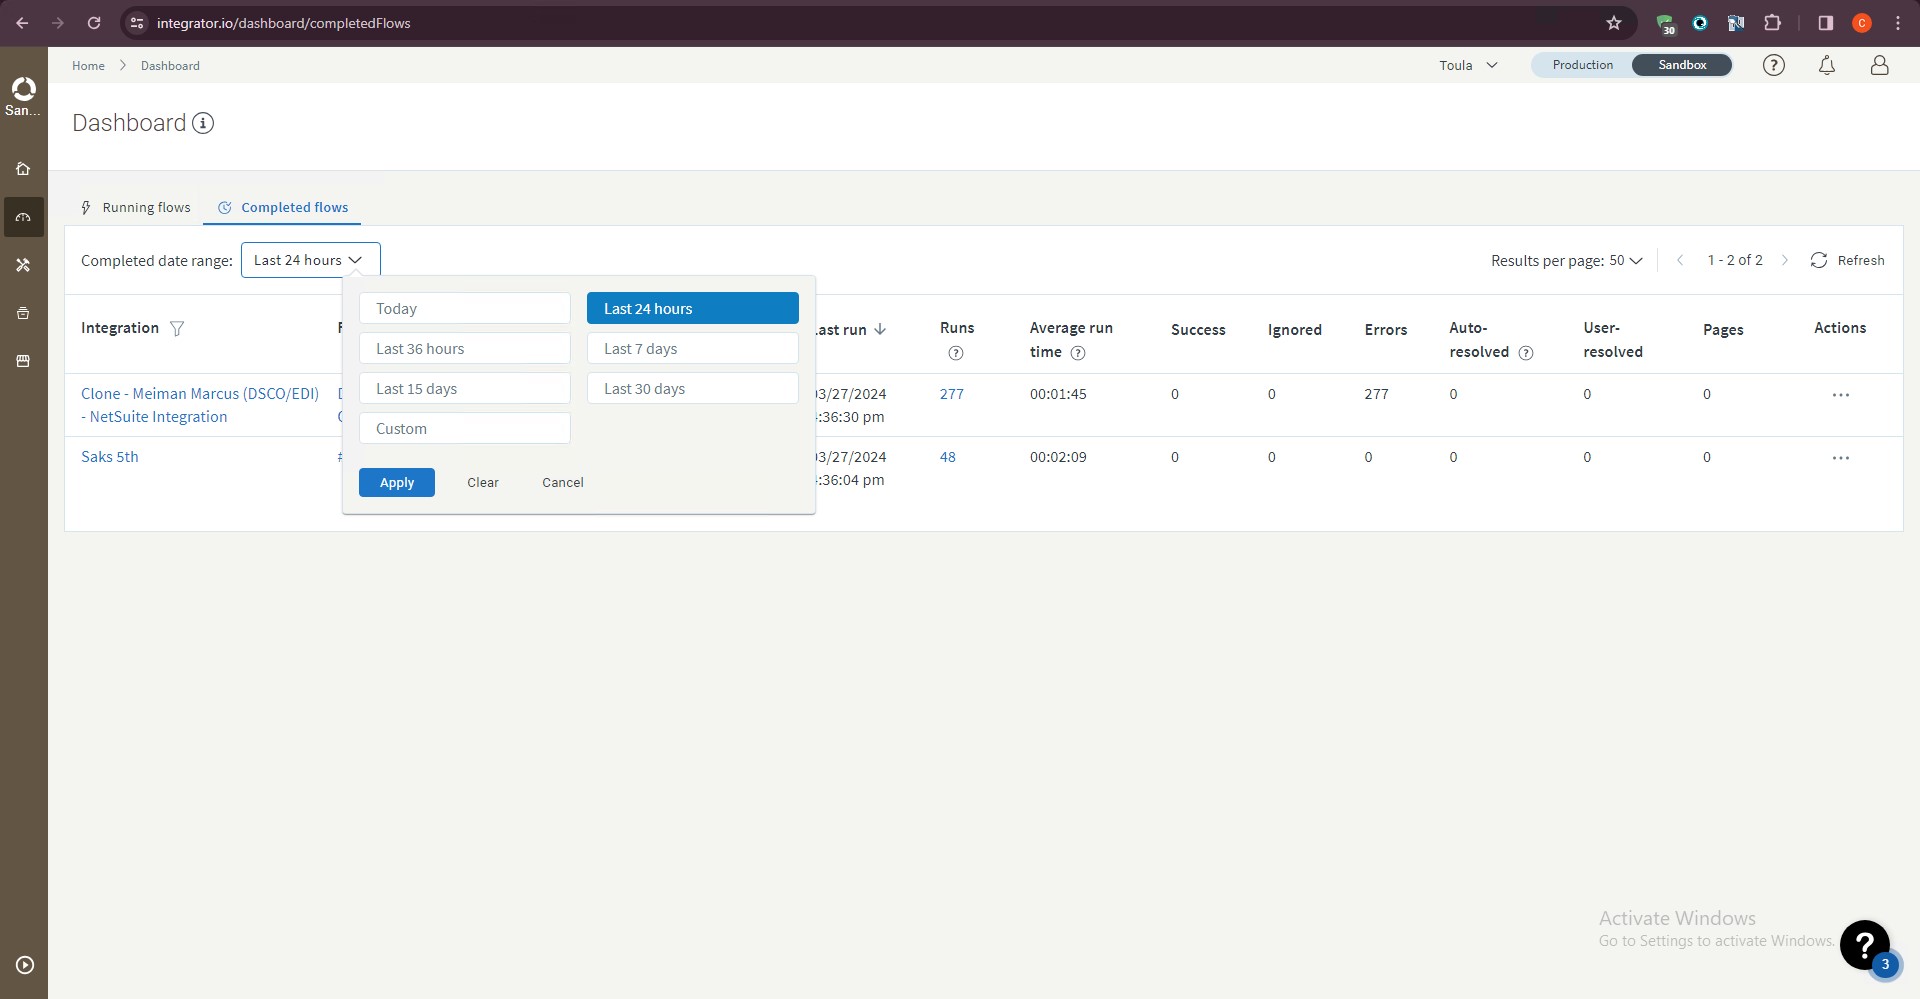 integrator.io/dashboard/completedFlows
30
C
San...
Home
Dashboard
Toula
Production
Sandbox
?
Dashboard
Running flows
Completed flows
Completed date range:
Last 24 hours
Results per page: 50
1 - 2 of 2
Refresh
Today
Last 24 hours
Last 36 hours
Last 7 days
Last 15 days
Last 30 days
Custom
Apply
Clear
Cancel
Integration
Last run
Runs
?
Average run
time ?
Success
Ignored
Errors
Auto-
resolved ?
User-
resolved
Pages
Actions
Clone - Meiman Marcus (DSCO/EDI)
- NetSuite Integration
03/27/2024
:36:30 pm
277
00:01:45
0
0
277
0
0
0
...
Saks 5th
#
03/27/2024
:36:04 pm
48
00:02:09
0
0
0
0
0
0
...
Activate Windows
Go to Settings to activate Windows.
?
3